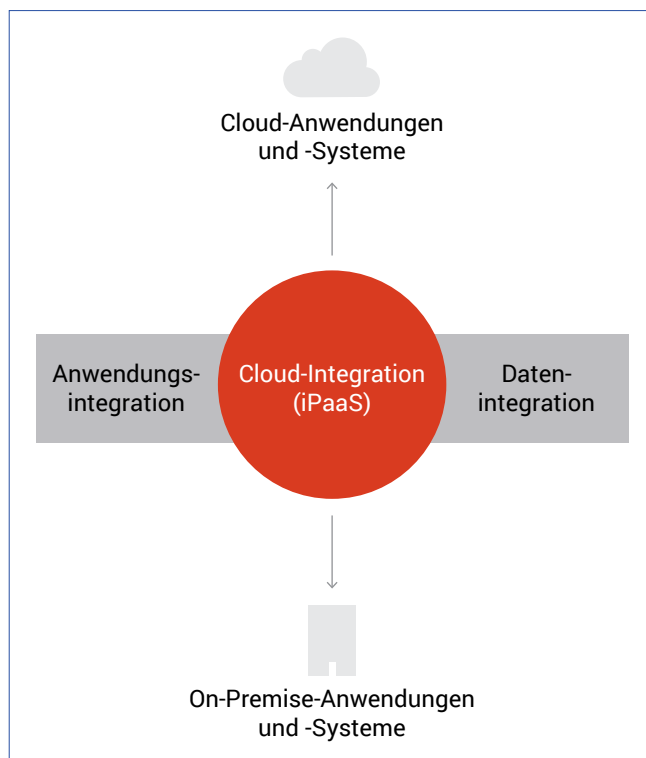 Cloud-Anwendungen
und -Systeme
Anwendungs-
integration
Cloud-Integration
(iPaaS)
Daten-
integration
On-Premise-Anwendungen
und -Systeme